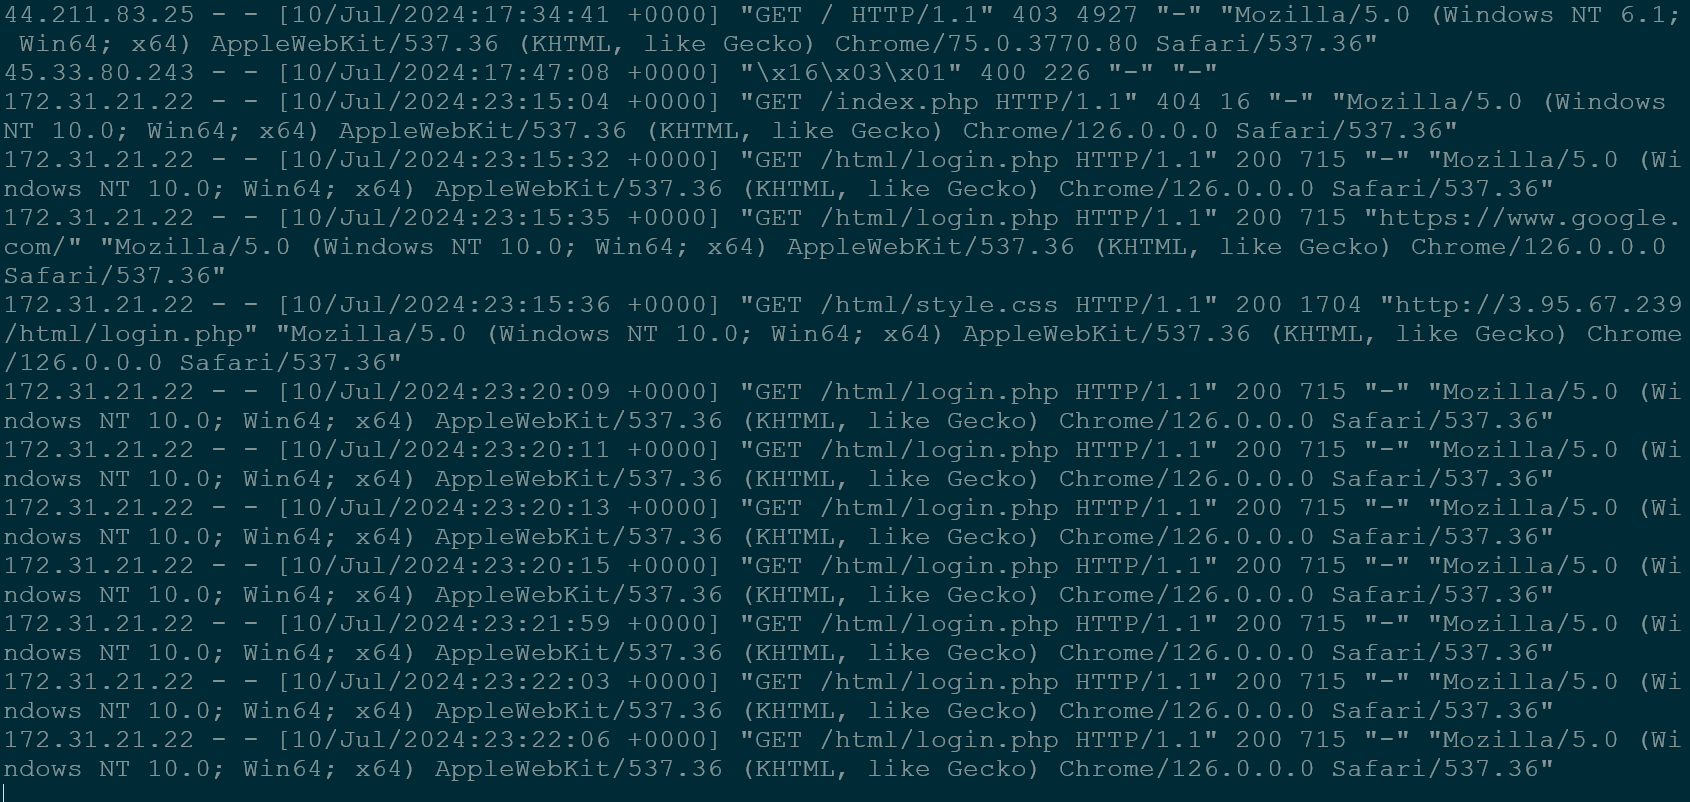 44.211.83.25 - - [10/Jul/2024:17:34:41 +0000] "GET / HTTP/1.1" 403 4927 "-" "Mozilla/5.0 (Windows NT 6.1;
 Win64; x64) AppleWebKit/537.36 (KHTML, like Gecko) Chrome/75.0.3770.80 Safari/537.36"
45.33.80.243 - - [10/Jul/2024:17:47:08 +0000] "\x16\x03\x01" 400 226 "-" "-"
172.31.21.22 - - [10/Jul/2024:23:15:04 +0000] "GET /index.php HTTP/1.1" 404 16 "-" "Mozilla/5.0 (Windows
NT 10.0; Win64; x64) AppleWebKit/537.36 (KHTML, like Gecko) Chrome/126.0.0.0 Safari/537.36"
172.31.21.22 - - [10/Jul/2024:23:15:32 +0000] "GET /html/login.php HTTP/1.1" 200 715 "-" "Mozilla/5.0 (Wi
ndows NT 10.0; Win64; x64) AppleWebKit/537.36 (KHTML, like Gecko) Chrome/126.0.0.0 Safari/537.36"
172.31.21.22 - - [10/Jul/2024:23:15:35 +0000] "GET /html/login.php HTTP/1.1" 200 715 "https://www.google.
com/" "Mozilla/5.0 (Windows NT 10.0; Win64; x64) AppleWebKit/537.36 (KHTML, like Gecko) Chrome/126.0.0.0
Safari/537.36"
172.31.21.22 - - [10/Jul/2024:23:15:36 +0000] "GET /html/style.css HTTP/1.1" 200 1704 "http://3.95.67.239
/html/login.php" "Mozilla/5.0 (Windows NT 10.0; Win64; x64) AppleWebKit/537.36 (KHTML, like Gecko) Chrome
/126.0.0.0 Safari/537.36"
172.31.21.22 - - [10/Jul/2024:23:20:09 +0000] "GET /html/login.php HTTP/1.1" 200 715 "-" "Mozilla/5.0 (Wi
ndows NT 10.0; Win64; x64) AppleWebKit/537.36 (KHTML, like Gecko) Chrome/126.0.0.0 Safari/537.36"
172.31.21.22 - - [10/Jul/2024:23:20:11 +0000] "GET /html/login.php HTTP/1.1" 200 715 "-" "Mozilla/5.0 (Wi
ndows NT 10.0; Win64; x64) AppleWebKit/537.36 (KHTML, like Gecko) Chrome/126.0.0.0 Safari/537.36"
172.31.21.22 - - [10/Jul/2024:23:20:13 +0000] "GET /html/login.php HTTP/1.1" 200 715 "-" "Mozilla/5.0 (Wi
ndows NT 10.0; Win64; x64) AppleWebKit/537.36 (KHTML, like Gecko) Chrome/126.0.0.0 Safari/537.36"
172.31.21.22 - - [10/Jul/2024:23:20:15 +0000] "GET /html/login.php HTTP/1.1" 200 715 "-" "Mozilla/5.0 (Wi
ndows NT 10.0; Win64; x64) AppleWebKit/537.36 (KHTML, like Gecko) Chrome/126.0.0.0 Safari/537.36"
172.31.21.22 - - [10/Jul/2024:23:21:59 +0000] "GET /html/login.php HTTP/1.1" 200 715 "-" "Mozilla/5.0 (Wi
ndows NT 10.0; Win64; x64) AppleWebKit/537.36 (KHTML, like Gecko) Chrome/126.0.0.0 Safari/537.36"
172.31.21.22 - - [10/Jul/2024:23:22:03 +0000] "GET /html/login.php HTTP/1.1" 200 715 "-" "Mozilla/5.0 (Wi
ndows NT 10.0; Win64; x64) AppleWebKit/537.36 (KHTML, like Gecko) Chrome/126.0.0.0 Safari/537.36"
172.31.21.22 - - [10/Jul/2024:23:22:06 +0000] "GET /html/login.php HTTP/1.1" 200 715 "-" "Mozilla/5.0 (Wi
ndows NT 10.0; Win64; x64) AppleWebKit/537.36 (KHTML, like Gecko) Chrome/126.0.0.0 Safari/537.36"